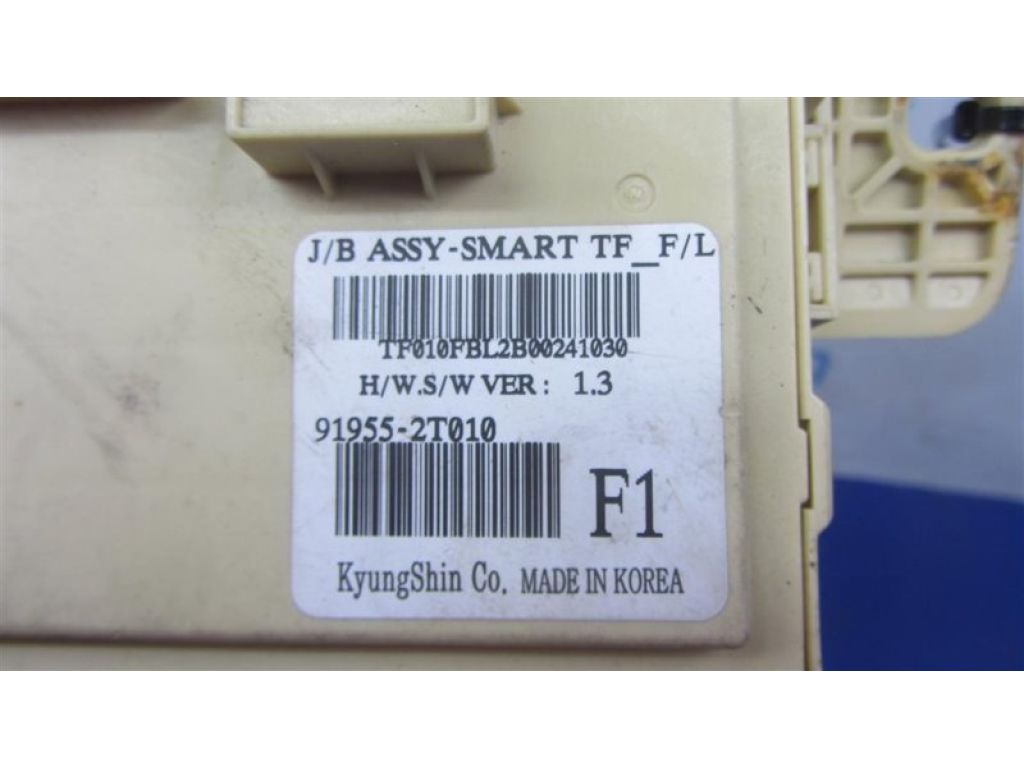 J/B ASSY-SMART TF_F/L
TF010FBL2B00241030
H/W.S/W VER : 1.3
91955-2T010
F1
KyungShin Co. MADE IN KOREA